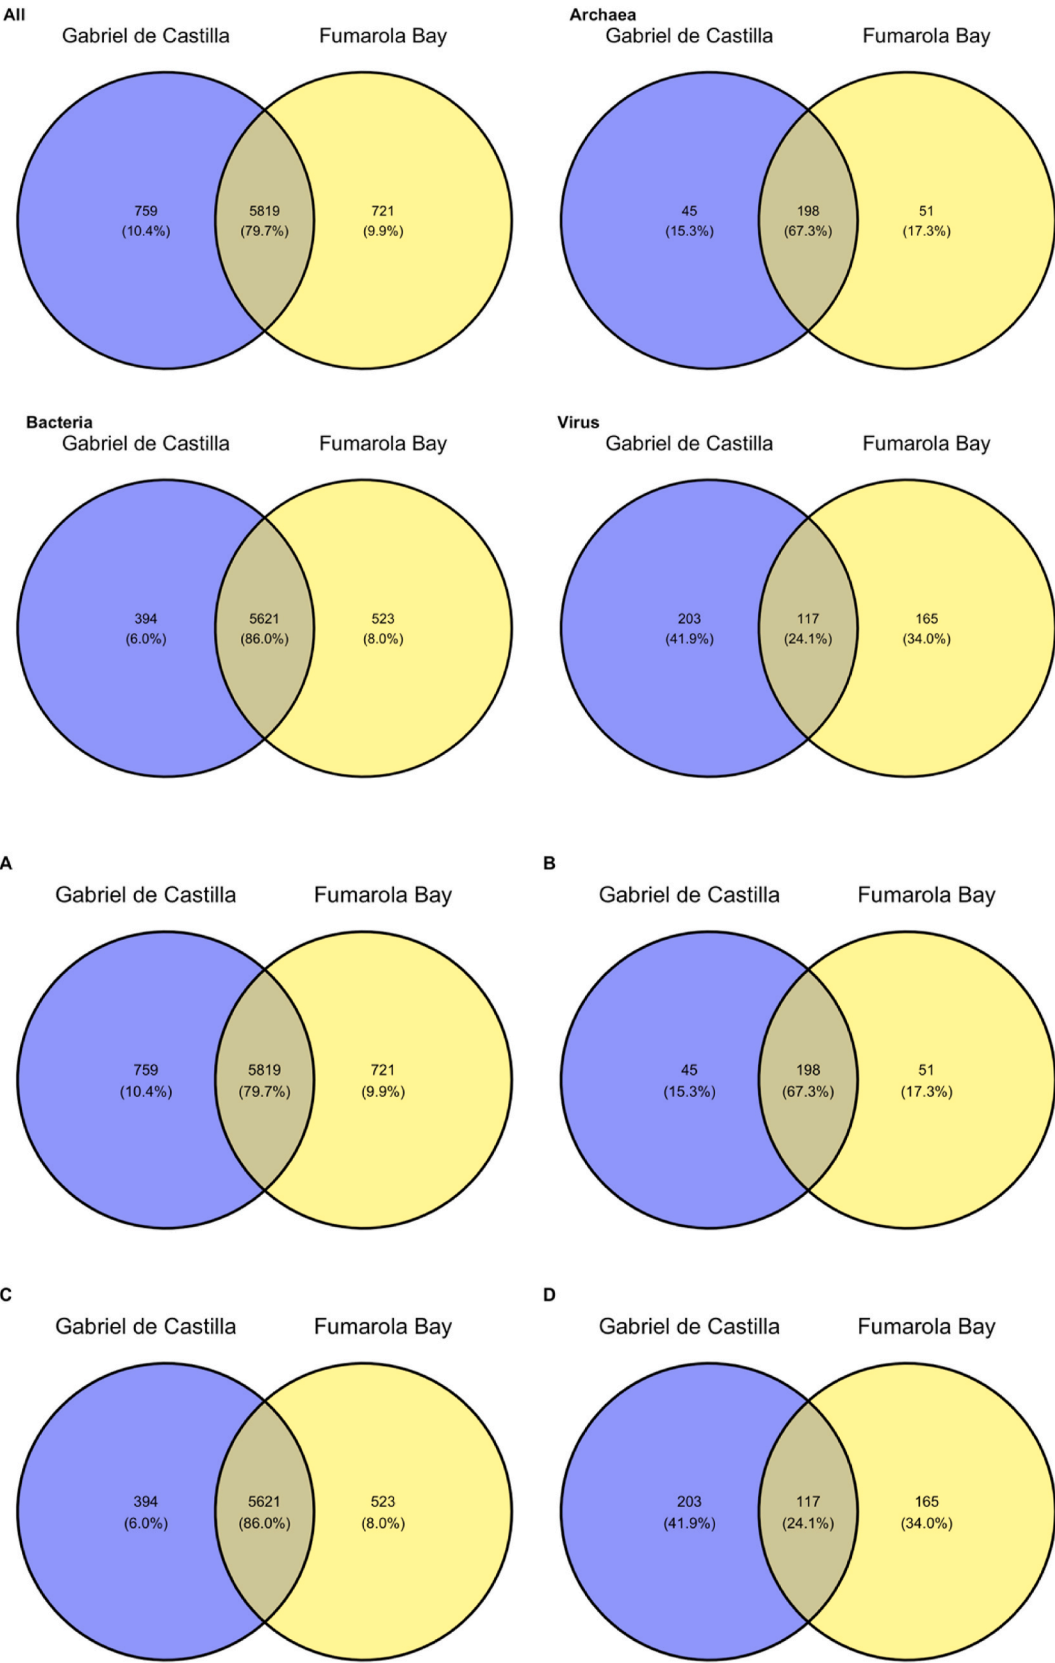 All
Gabriel de Castilla
Fumarola Bay
759
(10.4%)
5819
(79.7%)
721
(9.9%)
Archaea
Gabriel de Castilla
Fumarola Bay
45
(15.3%)
198
(67.3%)
51
(17.3%)
Bacteria
Gabriel de Castilla
Fumarola Bay
394
(6.0%)
5621
(86.0%)
523
(8.0%)
Virus
Gabriel de Castilla
Fumarola Bay
203
(41.9%)
117
(24.1%)
165
(34.0%)
A
Gabriel de Castilla
Fumarola Bay
759
(10.4%)
5819
(79.7%)
721
(9.9%)
B
Gabriel de Castilla
Fumarola Bay
45
(15.3%)
198
(67.3%)
51
(17.3%)
C
Gabriel de Castilla
Fumarola Bay
394
(6.0%)
5621
(86.0%)
523
(8.0%)
D
Gabriel de Castilla
Fumarola Bay
203
(41.9%)
117
(24.1%)
165
(34.0%)